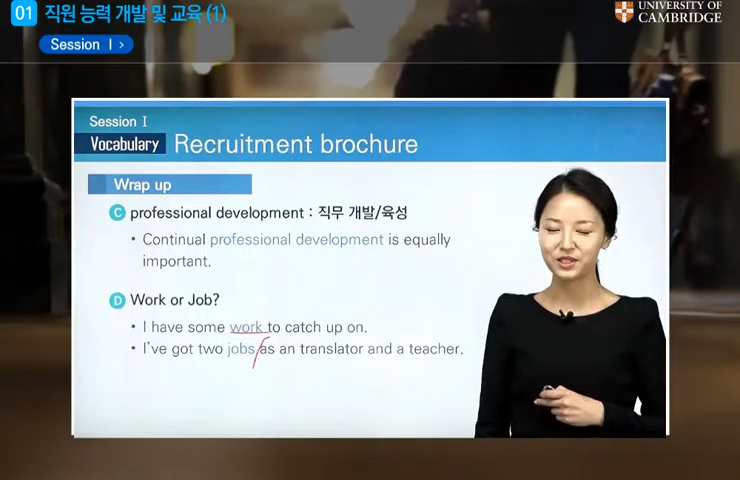 01 직원 능력 개발 및 교육 (1)
UNIVERSITY OF
CAMBRIDGE
Session Ⅰ >
Session Ⅰ
Vocabulary Recruitment brochure
Wrap up
C professional development : 직무 개발/육성
• Continual professional development is equally
important.
D Work or Job?
• I have some work to catch up on.
• I've got two jobs as an translator and a teacher.